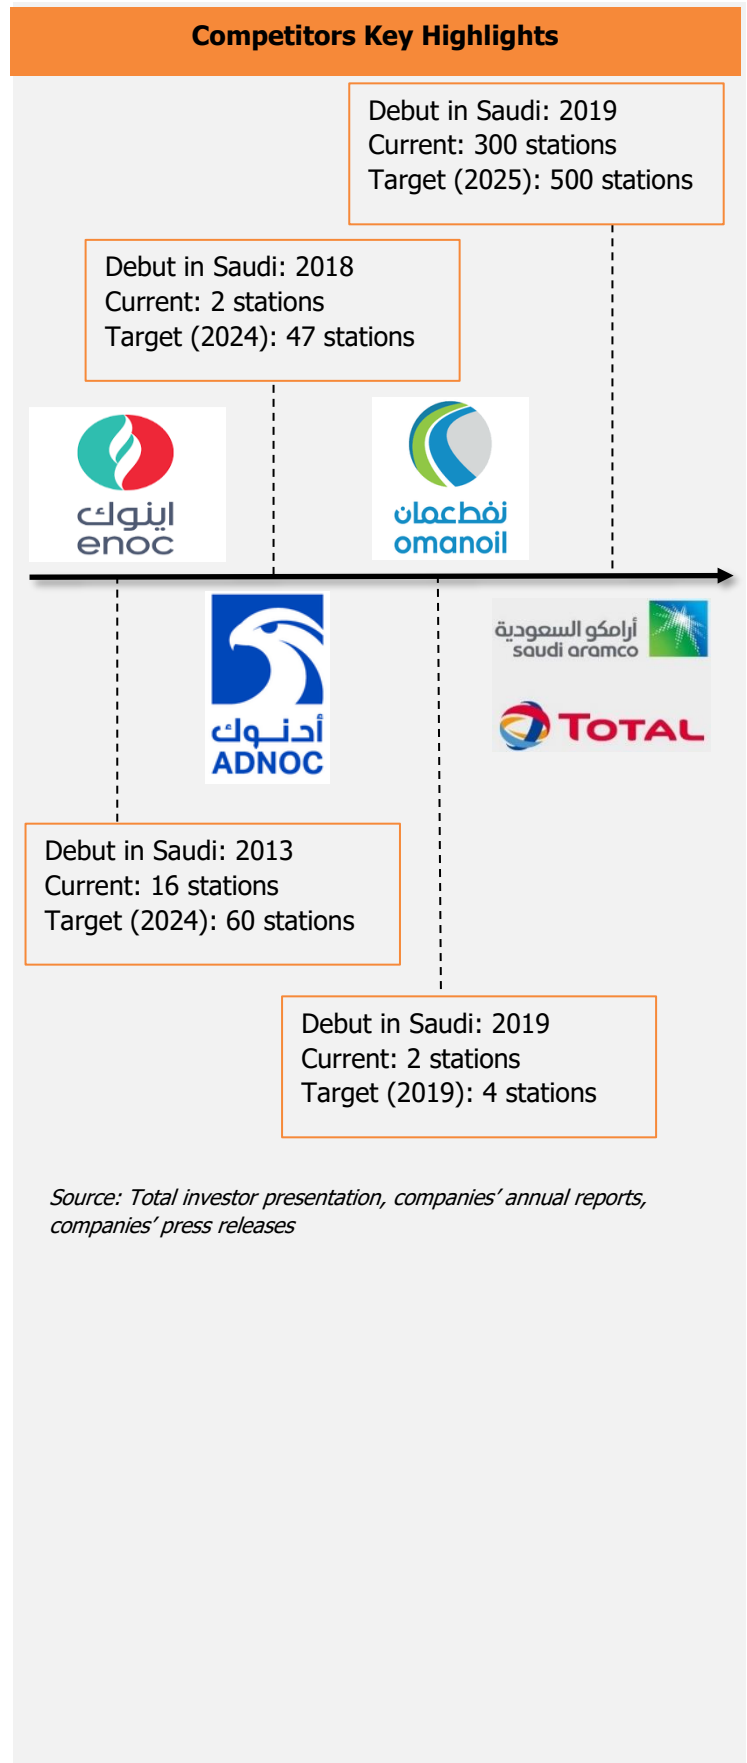 Competitors Key Highlights
Debut in Saudi: 2019
Current: 300 stations
Target (2025): 500 stations
Debut in Saudi: 2018
Current: 2 stations
Target (2024): 47 stations
اينوك
enoc
نفط عمان
omanoil
أدنوك
ADNOC
أرامكو السعودية
saudi aramco
TOTAL
Debut in Saudi: 2013
Current: 16 stations
Target (2024): 60 stations
Debut in Saudi: 2019
Current: 2 stations
Target (2019): 4 stations
Source: Total investor presentation, companies’ annual reports,
companies’ press releases